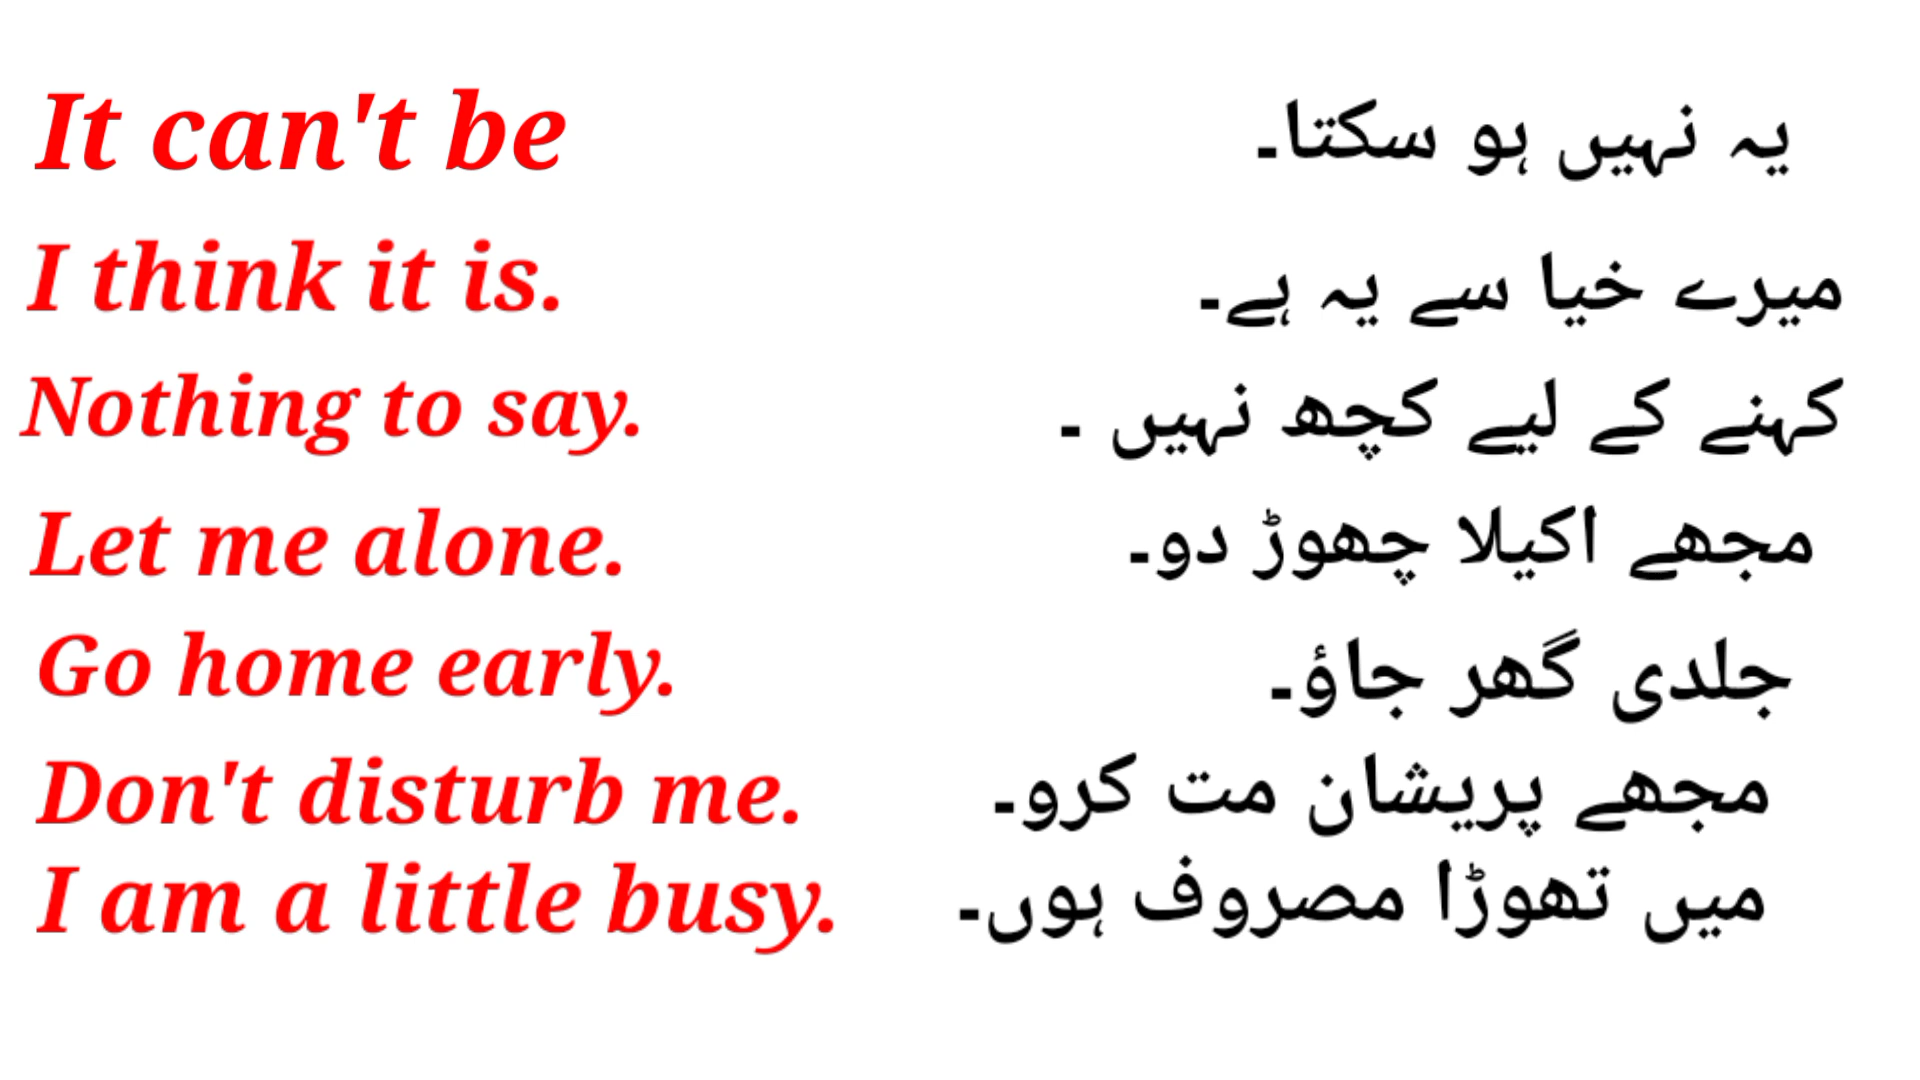 It can't be یہ نہیں ہو سکتا۔
I think it is. میرے خیا سے یہ ہے۔
Nothing to say. کہنے کے لیے کچھ نہیں ۔
Let me alone. مجھے اکیلا چھوڑ دو۔
Go home early. جلدی گھر جاؤ۔
Don't disturb me. مجھے پریشان مت کرو۔
I am a little busy. میں تھوڑا مصروف ہوں۔